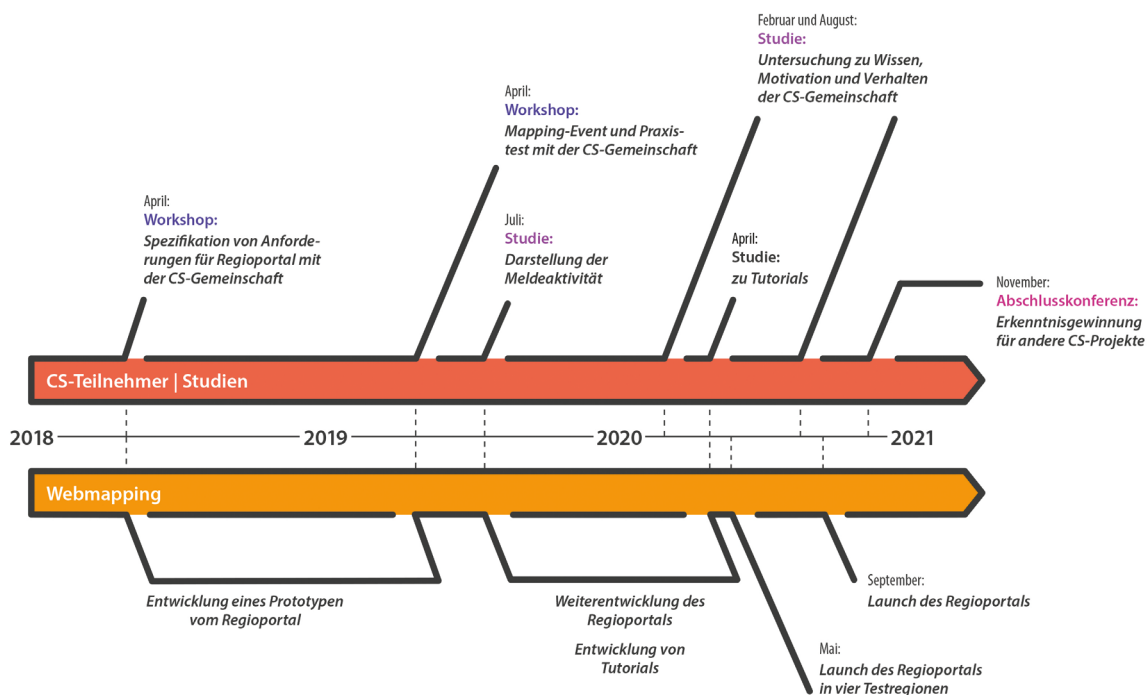 Februar und August:
Studie:
Untersuchung zu Wissen,
Motivation und Verhalten
der CS-Gemeinschaft
April:
Workshop:
Mapping-Event und Praxis-
test mit der CS-Gemeinschaft
April:
Workshop:
Spezifikation von Anforde-
rungen für Regioportal mit
der CS-Gemeinschaft
Juli:
Studie:
Darstellung der
Meldeaktivität
April:
Studie:
zu Tutorials
November:
Abschlusskonferenz:
Erkenntnisgewinnung
für andere CS-Projekte
CS-Teilnehmer | Studien
2018 2019 2020 2021
Webmapping
Entwicklung eines Prototypen
vom Regioportal
Weiterentwicklung des
Regioportals
Entwicklung von
Tutorials
September:
Launch des Regioportals
Mai:
Launch des Regioportals
in vier Testregionen